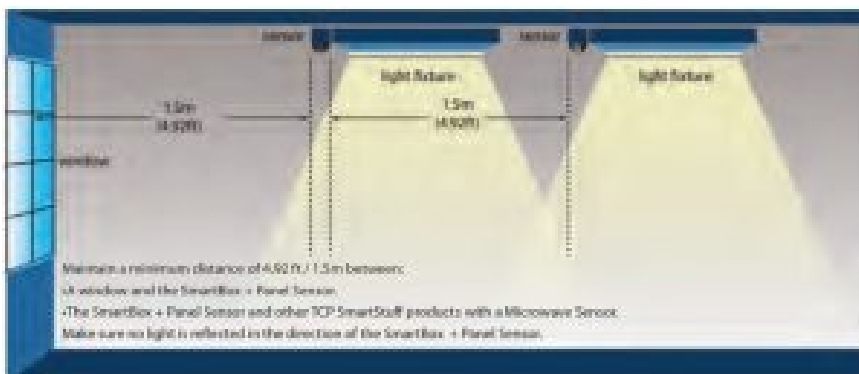 sensor sensor
light fixture light fixture
1.5m 1.5m
(4.92ft) (4.92ft)
window
Maintain a minimum distance of 4.92 ft / 1.5m between:
•A window and the SmartBox + Panel Sensor.
•The SmartBox + Panel Sensor and other TCP SmartStuff products with a Microwave Sensor.
Make sure no light is reflected in the direction of the SmartBox + Panel Sensor.